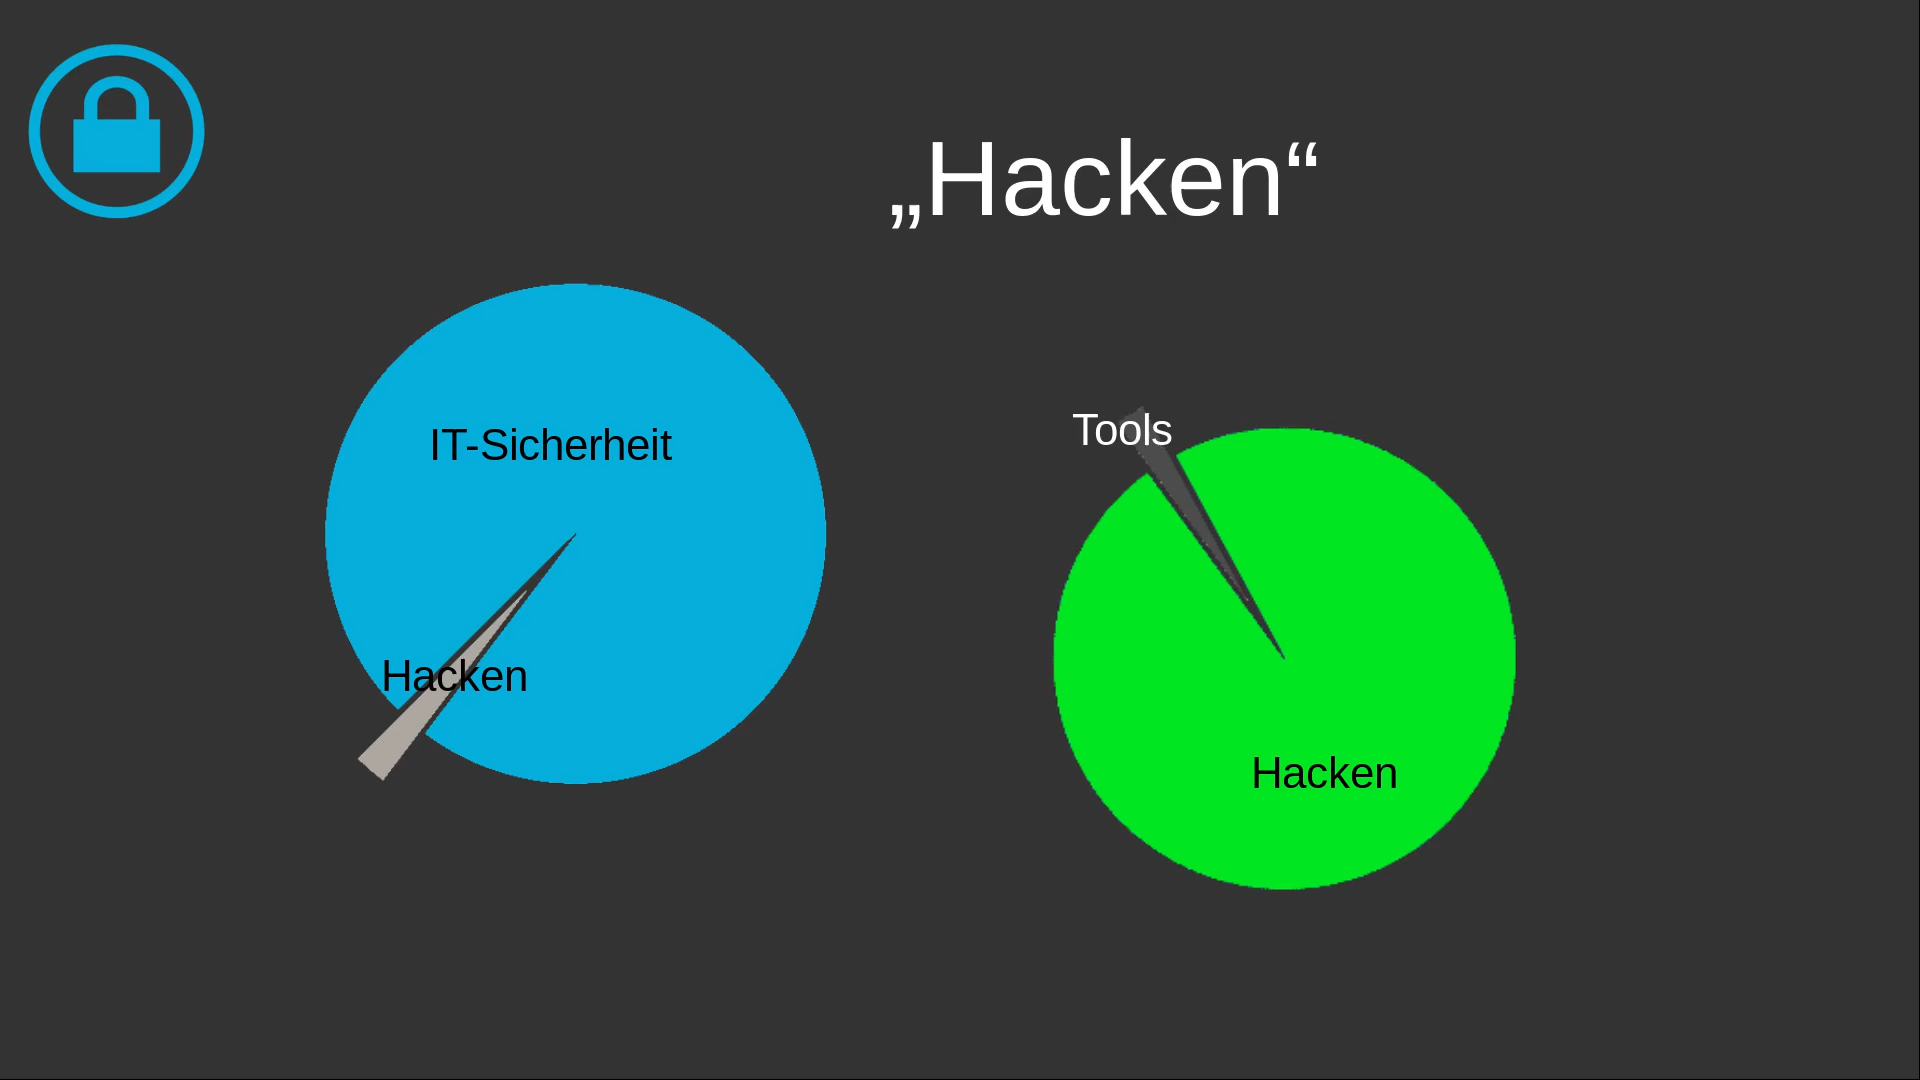 „Hacken“
IT-Sicherheit
Hacken
Tools
Hacken